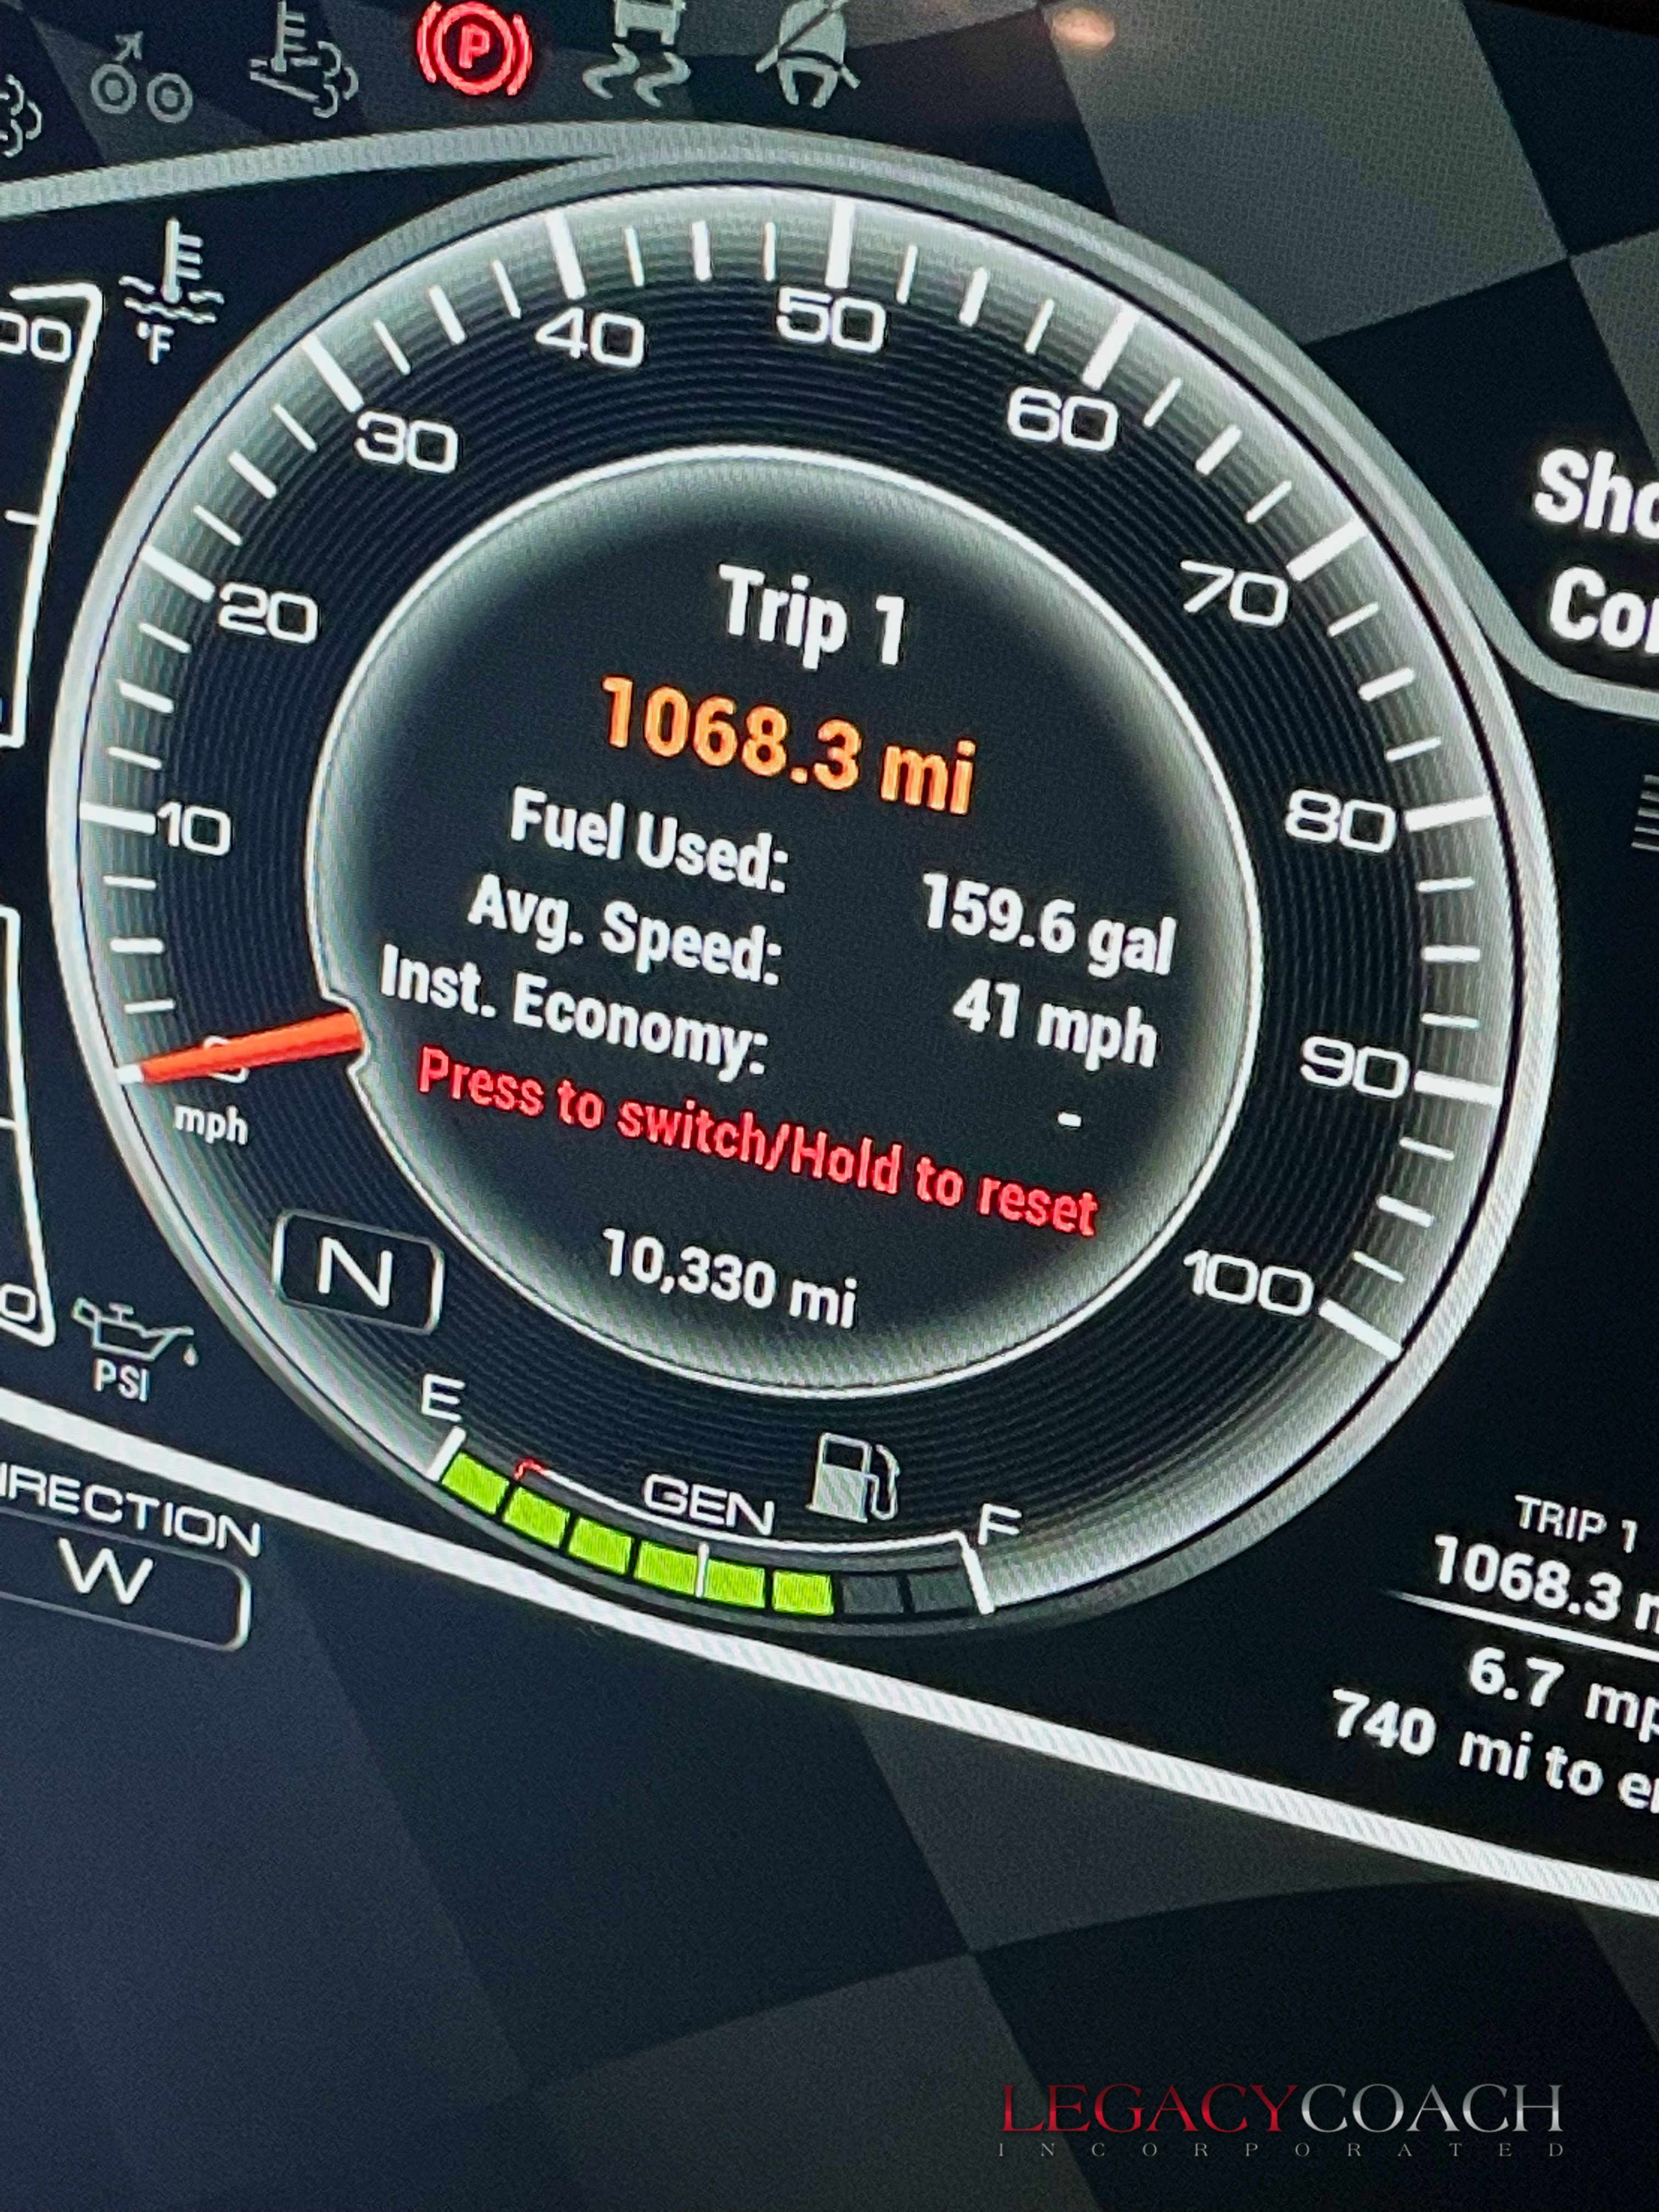 P
°F
40
50
60
30
70
20
80
10
90
100
mph
Trip 1
1068.3 mi
Fuel Used: 159.6 gal
Avg. Speed: 41 mph
Inst. Economy: -
Press to switch/Hold to reset
10,330 mi
N
PSI
E
GEN
F
W
TRIP 1
1068.3
6.7
740 mi to
LEGACYCOACH
INCORPORATED